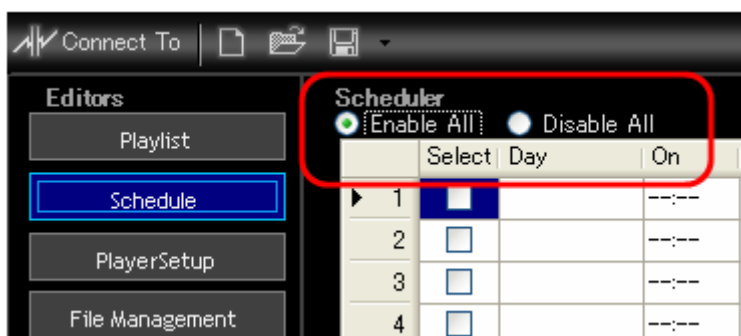 Connect To
Editors
Playlist
Schedule
PlayerSetup
File Management
Scheduler
Enable All Disable All
Select Day On
1 --:--
2 --:--
3 --:--
4 --:--